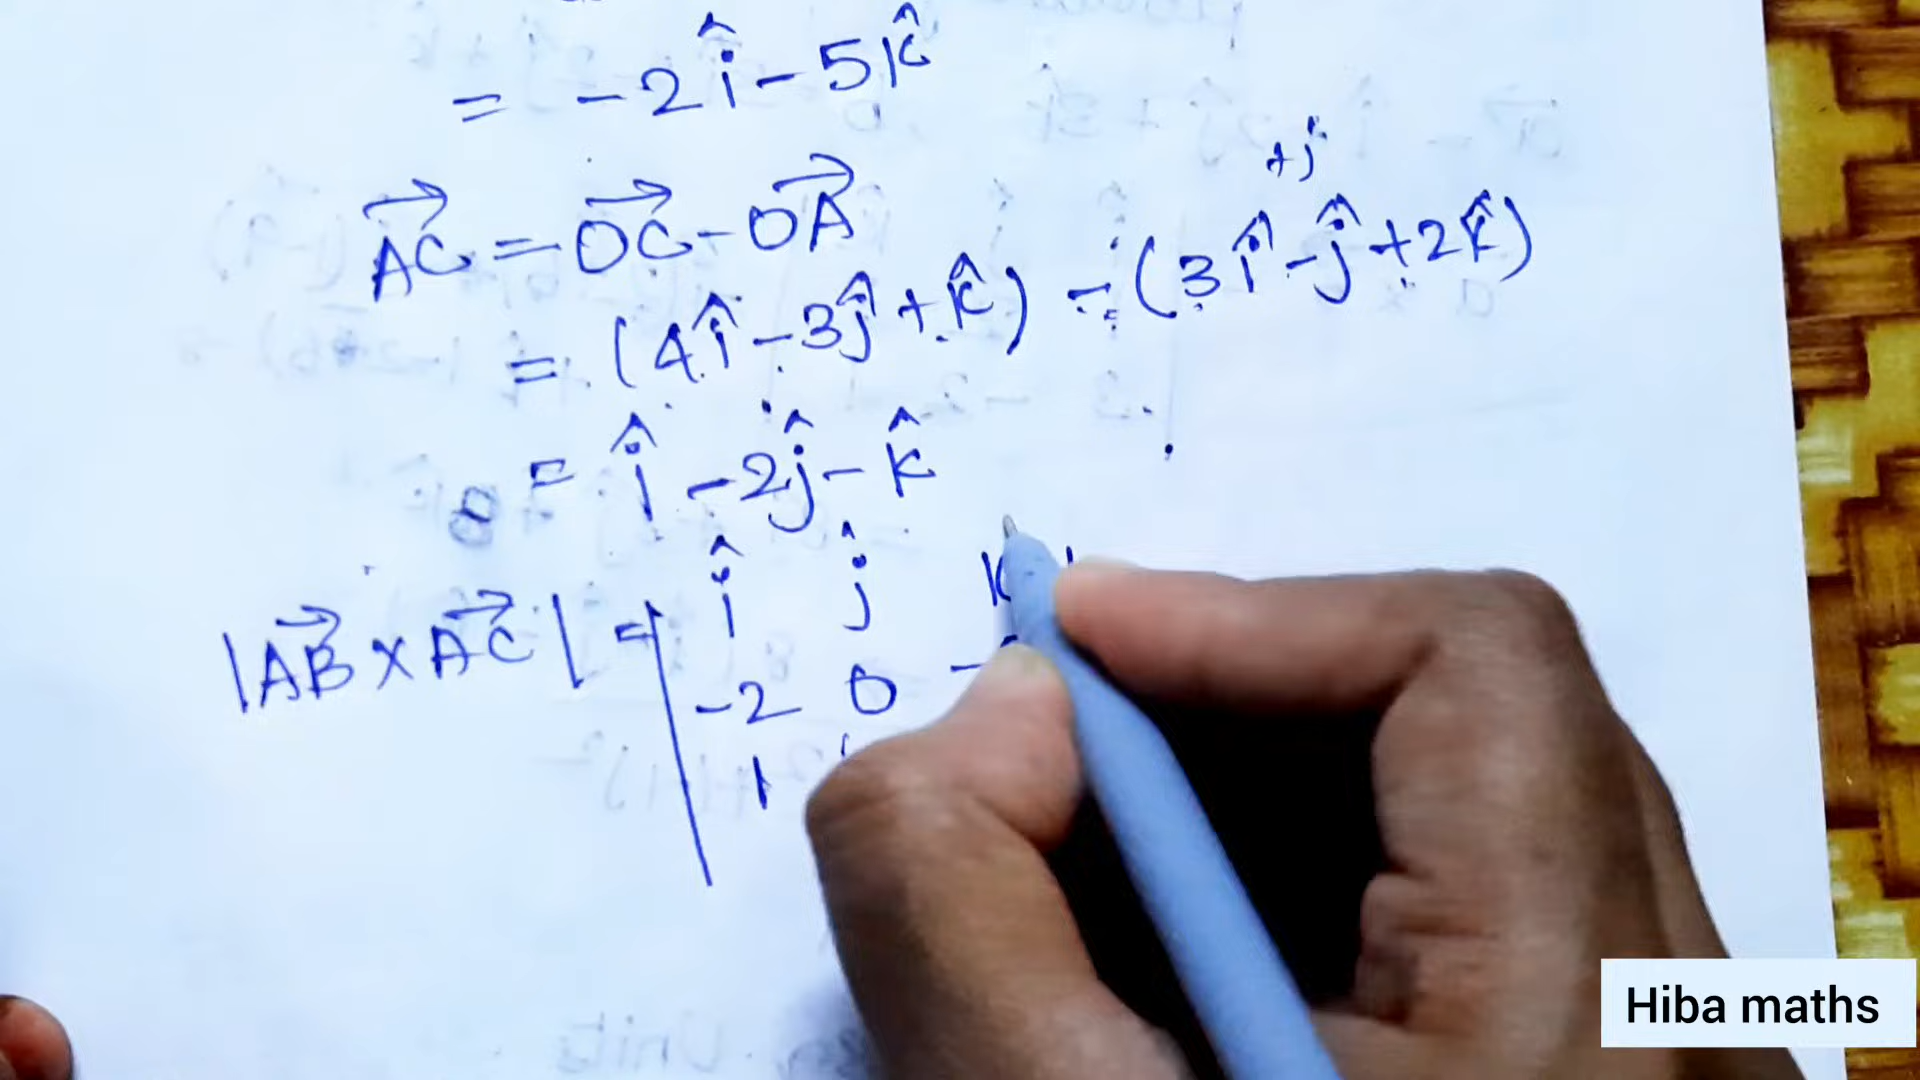 = -2î - 5k̂
+ĵ
AC⃗ = OC⃗ - OA⃗
= (4î - 3ĵ + k̂) - (3î - ĵ + 2k̂)
= î - 2ĵ - k̂
|AB⃗ × AC⃗| = | î ĵ k
-2 0 -
1
Hiba maths